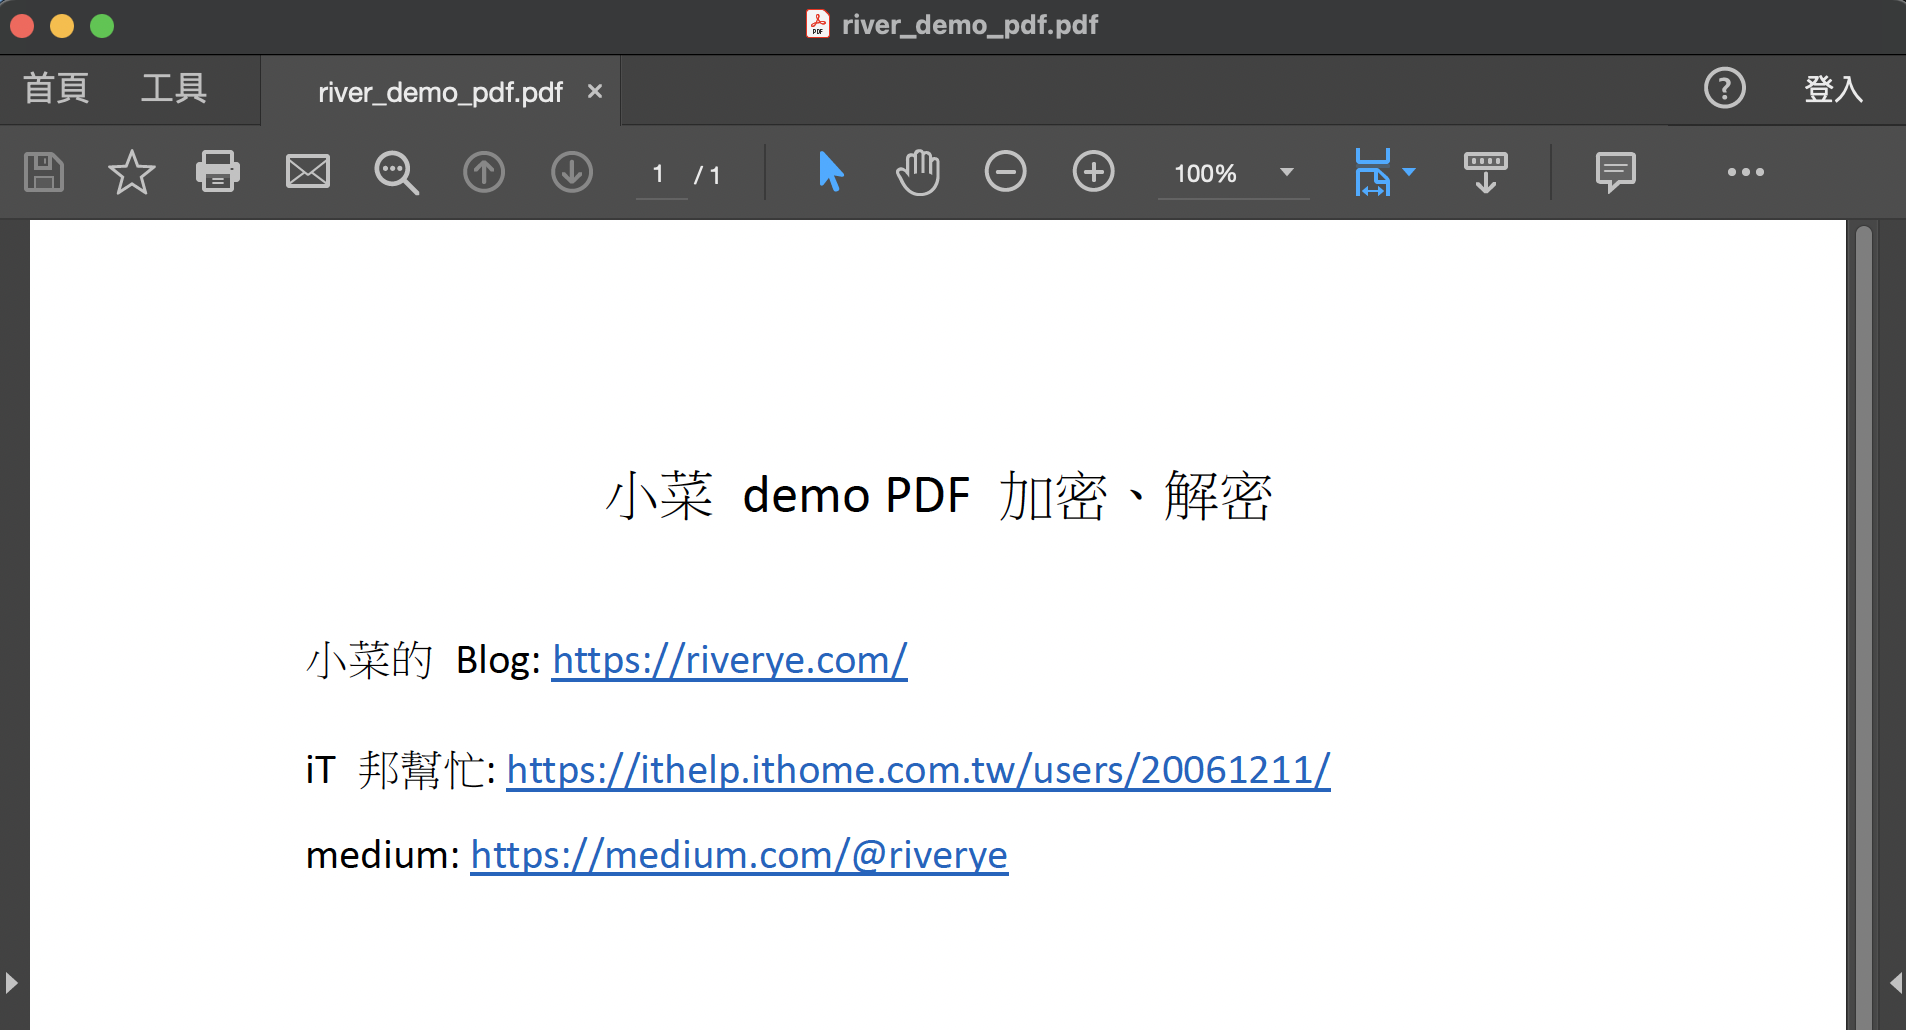 river_demo_pdf.pdf
首頁 工具 river_demo_pdf.pdf × ? 登入
1 / 1 100%
小菜 demo PDF 加密、解密
小菜的 Blog: https://riverye.com/
iT 邦幫忙: https://ithelp.ithome.com.tw/users/20061211/
medium: https://medium.com/@riverye